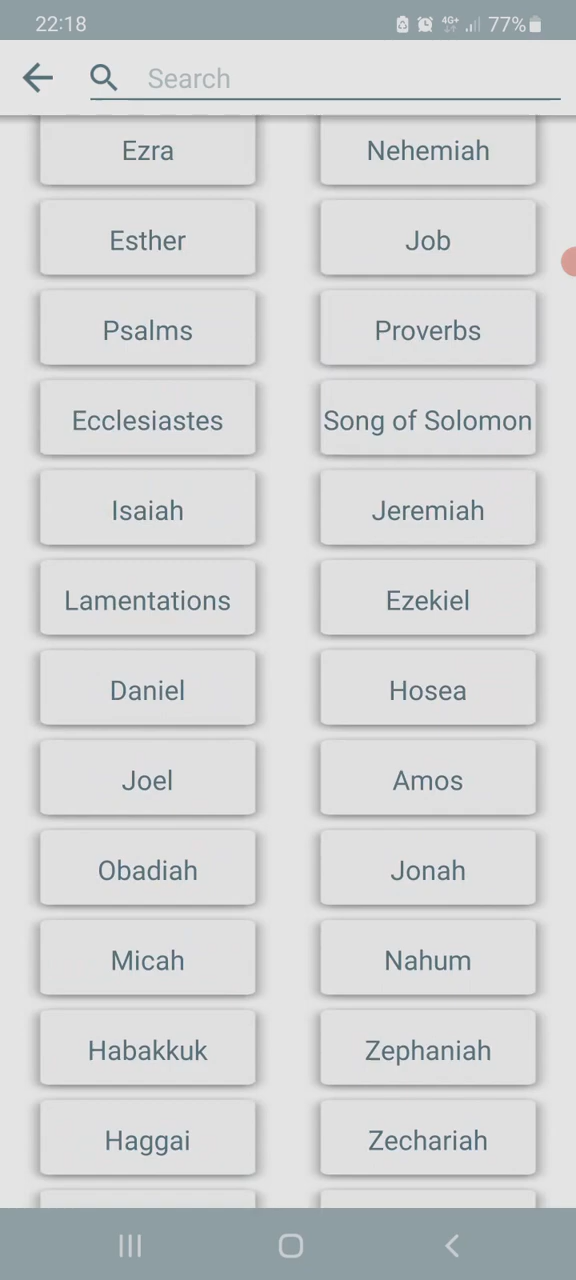 22:18
4G+
77%
Search
Ezra
Nehemiah
Esther
Job
Psalms
Proverbs
Ecclesiastes
Song of Solomon
Isaiah
Jeremiah
Lamentations
Ezekiel
Daniel
Hosea
Joel
Amos
Obadiah
Jonah
Micah
Nahum
Habakkuk
Zephaniah
Haggai
Zechariah